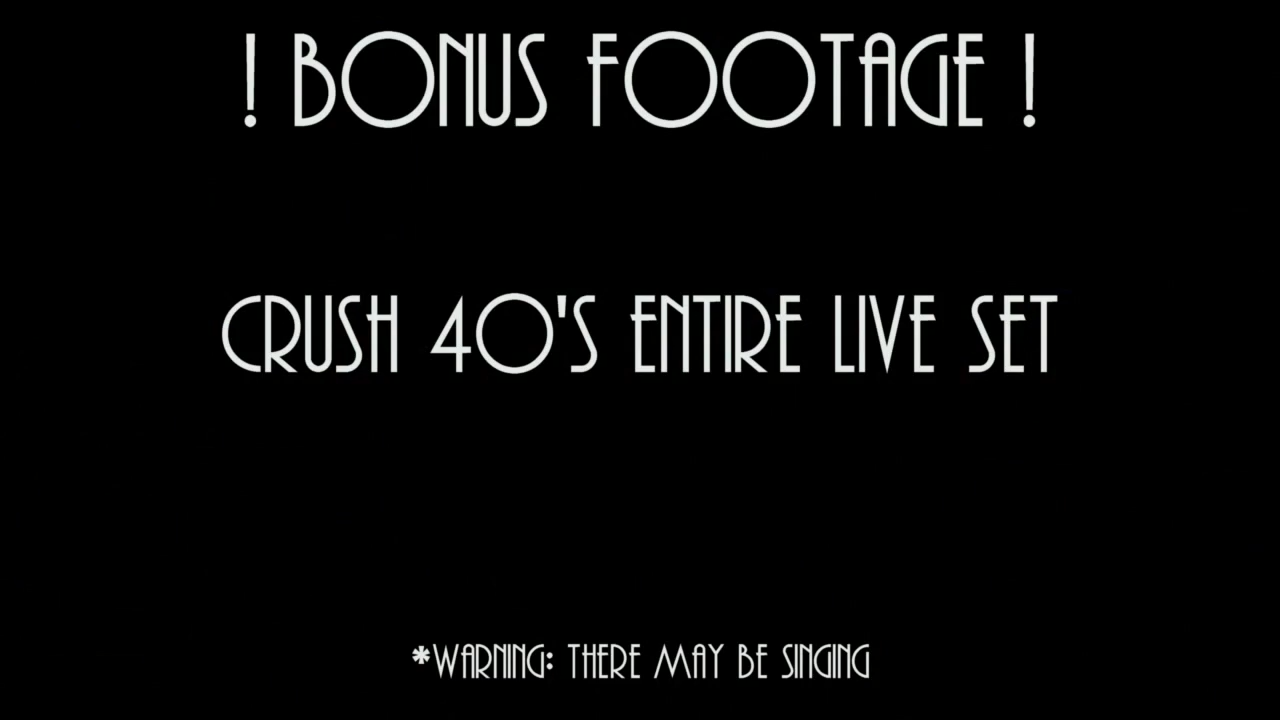 ! BONUS FOOTAGE !
CRUSH 40'S ENTIRE LIVE SET
*WARNING: THERE MAY BE SINGING